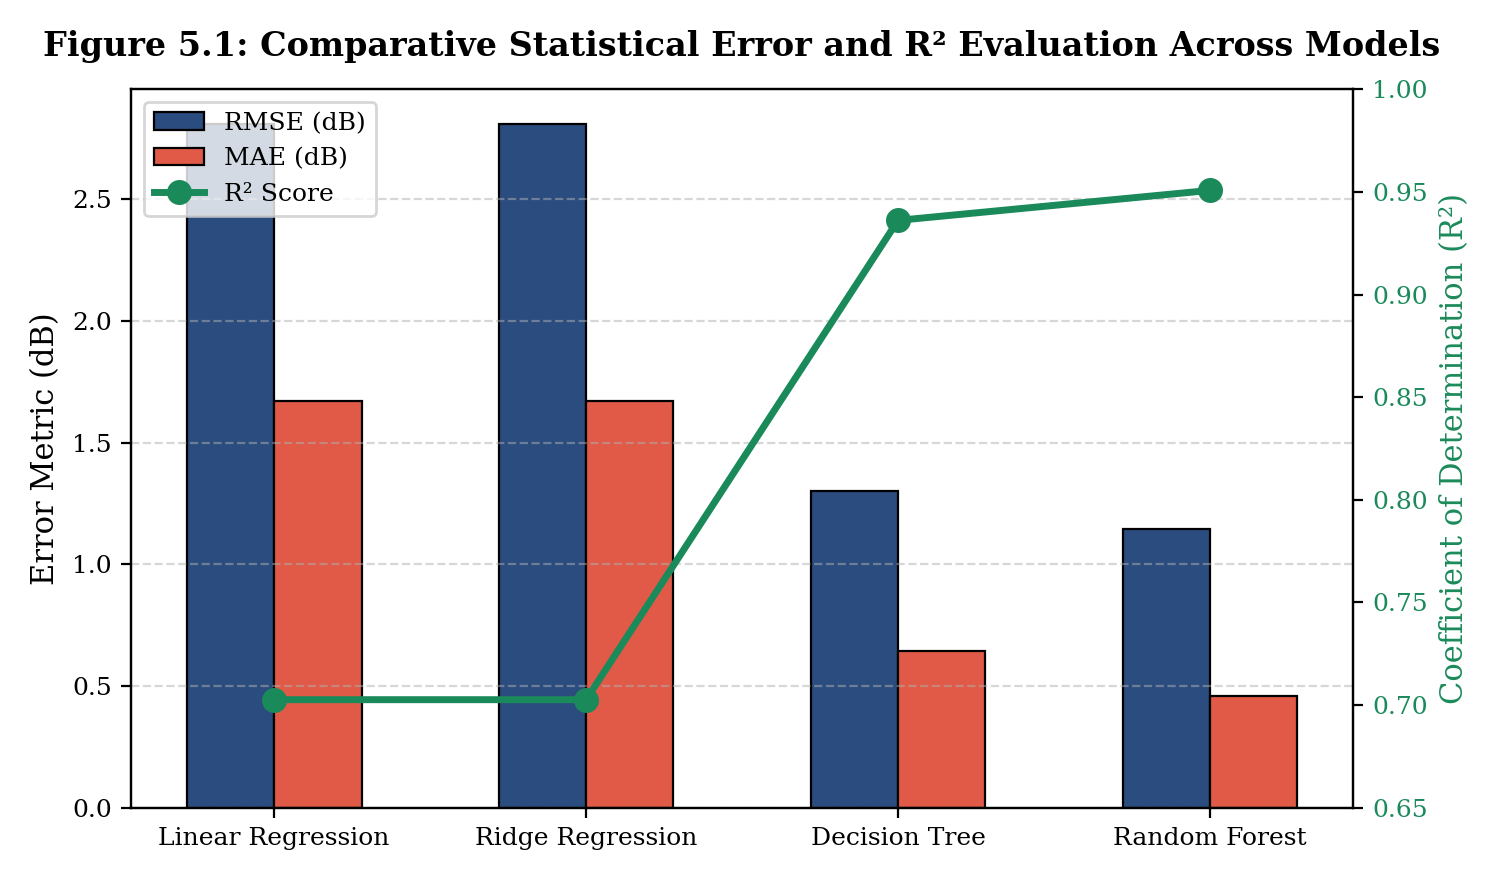 Figure 5.1: Comparative Statistical Error and R² Evaluation Across Models
RMSE (dB)
MAE (dB)
R² Score
Error Metric (dB)
2.5
2.0
1.5
1.0
0.5
0.0
Linear Regression
Ridge Regression
Decision Tree
Random Forest
1.00
0.95
0.90
0.85
0.80
0.75
0.70
0.65
Coefficient of Determination (R²)